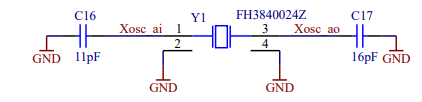 C16 Y1 FH3840024Z C17
Xosc_ai 1 3 Xosc_ao
2 4
GND 11pF 16pF GND
GND GND